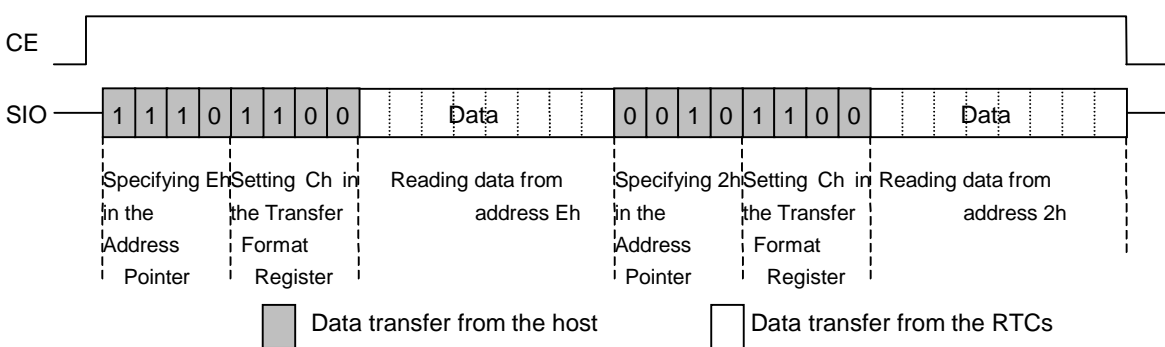 CE
SIO 1 1 1 0 1 1 0 0 Data 0 0 1 0 1 1 0 0 Data
Specifying Eh
in the
Address
Pointer
Setting Ch in
the Transfer
Format
Register
Reading data from
address Eh
Specifying 2h
in the
Address
Pointer
Setting Ch in
the Transfer
Format
Register
Reading data from
address 2h
Data transfer from the host
Data transfer from the RTCs